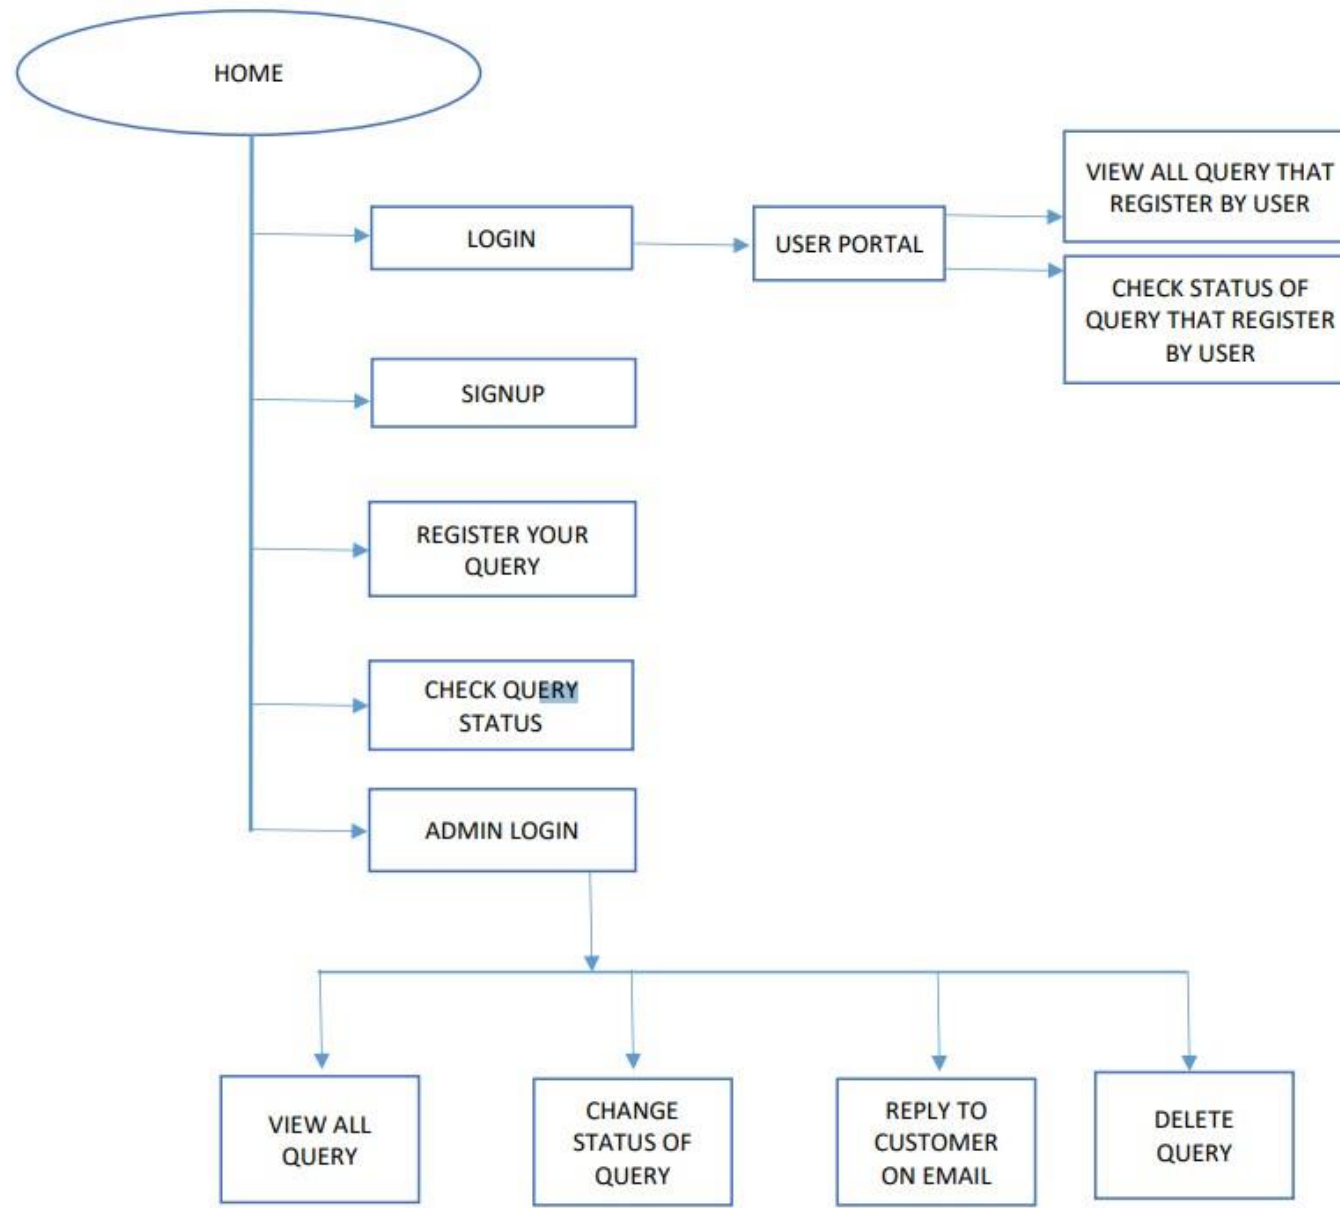 HOME
LOGIN
USER PORTAL
VIEW ALL QUERY THAT
REGISTER BY USER
CHECK STATUS OF
QUERY THAT REGISTER
BY USER
SIGNUP
REGISTER YOUR
QUERY
CHECK QUERY
STATUS
ADMIN LOGIN
VIEW ALL
QUERY
CHANGE
STATUS OF
QUERY
REPLY TO
CUSTOMER
ON EMAIL
DELETE
QUERY